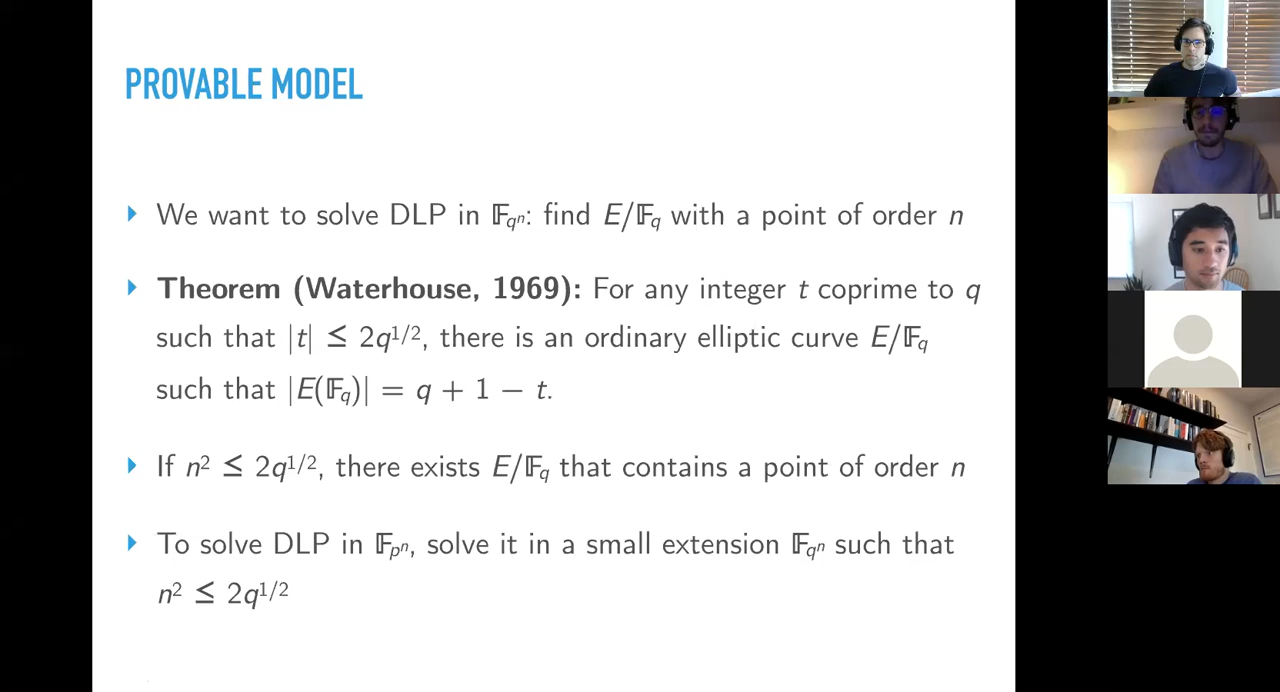 PROVABLE MODEL
We want to solve DLP in 𝔽qⁿ: find E/𝔽q with a point of order n
Theorem (Waterhouse, 1969): For any integer t coprime to q
such that |t| ≤ 2q^1/2, there is an ordinary elliptic curve E/𝔽q
such that |E(𝔽q)| = q + 1 − t.
If n² ≤ 2q^1/2, there exists E/𝔽q that contains a point of order n
To solve DLP in 𝔽pⁿ, solve it in a small extension 𝔽qⁿ such that
n² ≤ 2q^1/2